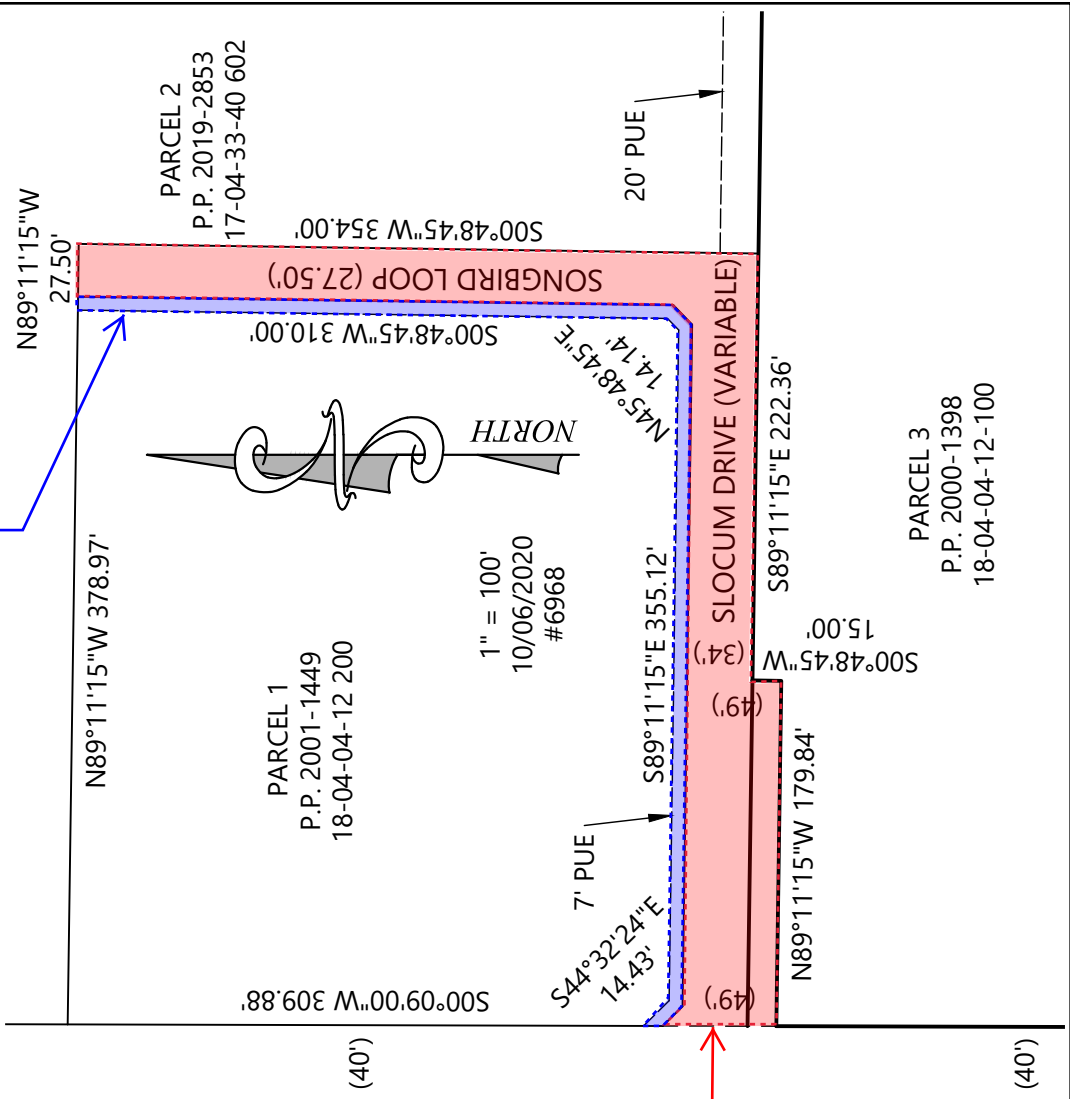 N89°11'15"W
27.50'
PARCEL 2
P.P. 2019-2853
17-04-33-40 602
S00°48'45"W 354.00'
SONGBIRD LOOP (27.50')
20' PUE
S00°48'45"W 310.00'
N45°48'45"E
14.14'
NORTH
N89°11'15"W 378.97'
1" = 100'
10/06/2020
#6968
PARCEL 1
P.P. 2001-1449
18-04-04-12 200
S89°11'15"E 355.12'
SLOCUM DRIVE (VARIABLE)
S89°11'15"E 222.36'
(34')
(49')
S00°48'45"W
15.00'
PARCEL 3
P.P. 2000-1398
18-04-04-12-100
7' PUE
N89°11'15"W 179.84'
S44°32'24"E
14.43'
(49')
S00°09'00"W 309.88'
(40')
(40')